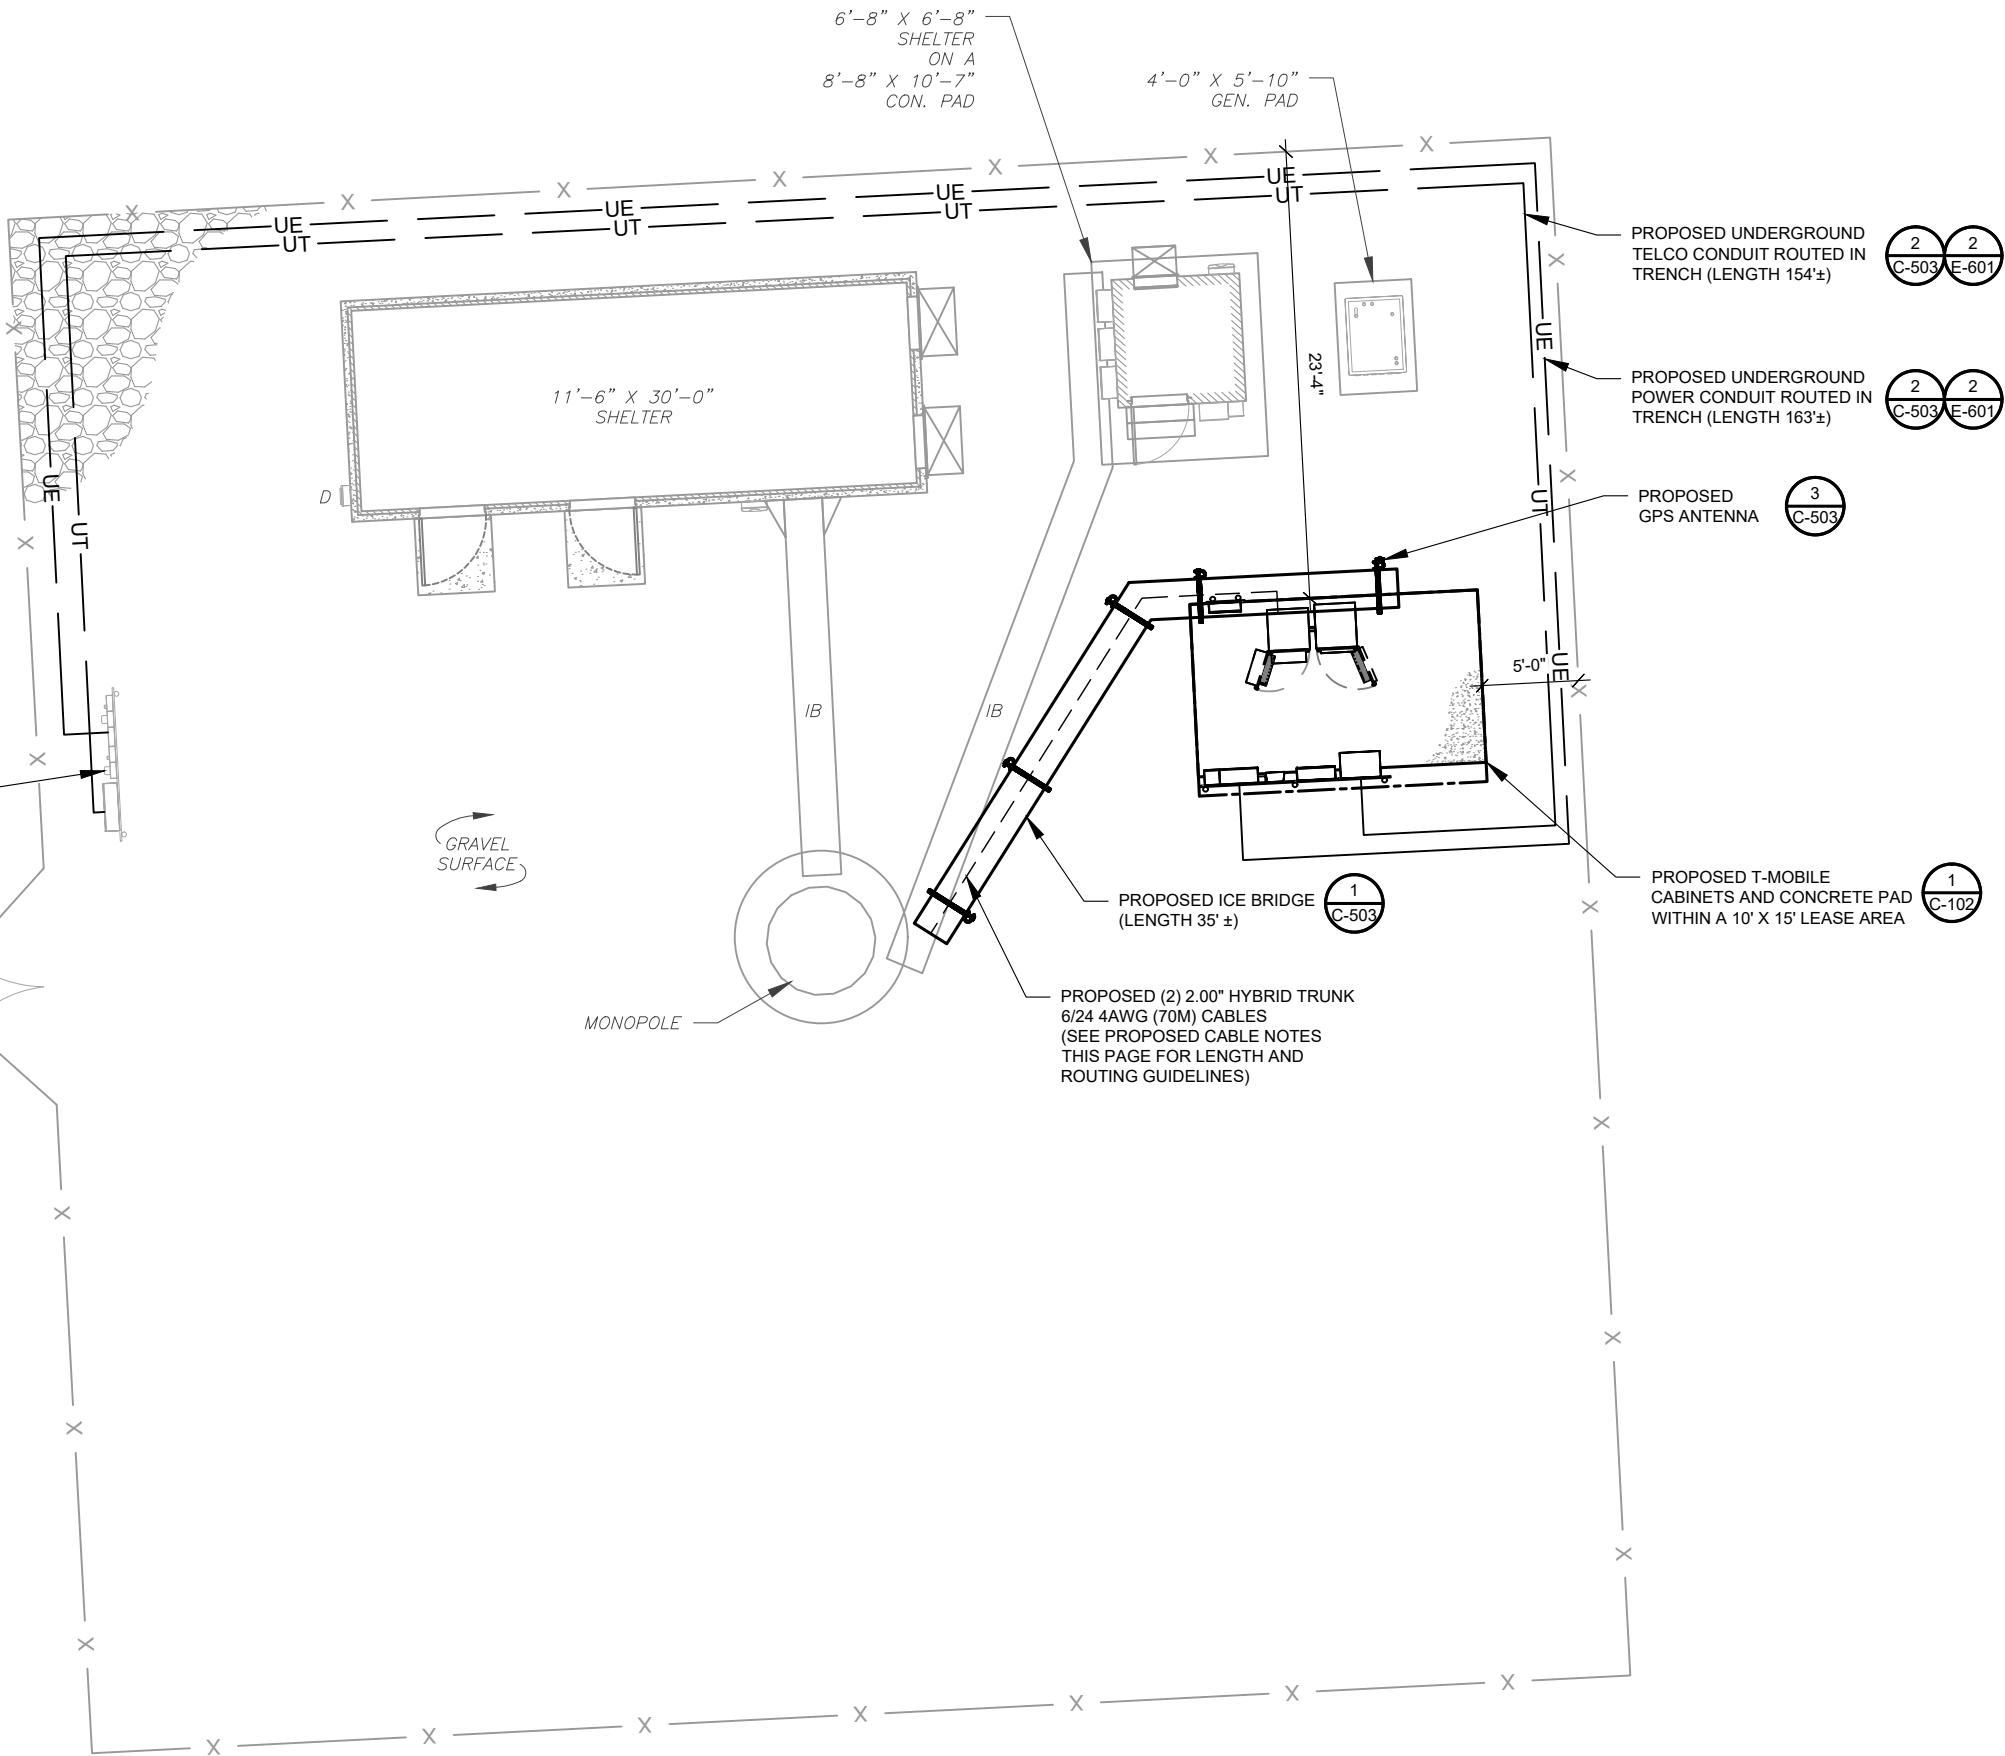 6'-8" X 6'-8"
SHELTER
ON A
8'-8" X 10'-7"
CON. PAD
4'-0" X 5'-10"
GEN. PAD
X
X
X
X
X
X
X
UE
UT
UE
UT
UE
UT
UE
UT
PROPOSED UNDERGROUND
TELCO CONDUIT ROUTED IN
TRENCH (LENGTH 154'±)
2
C-503
2
E-601
X
X
UE
23'-4"
PROPOSED UNDERGROUND
POWER CONDUIT ROUTED IN
TRENCH (LENGTH 163'±)
2
C-503
2
E-601
11'-6" X 30'-0"
SHELTER
X
UE
D
UT
PROPOSED
GPS ANTENNA
3
C-503
UT
X
5'-0"
UE
X
IB
IB
X
GRAVEL
SURFACE
PROPOSED ICE BRIDGE
(LENGTH 35' ±)
1
C-503
PROPOSED T-MOBILE
CABINETS AND CONCRETE PAD
WITHIN A 10' X 15' LEASE AREA
1
C-102
X
MONOPOLE
PROPOSED (2) 2.00" HYBRID TRUNK
6/24 4AWG (70M) CABLES
(SEE PROPOSED CABLE NOTES
THIS PAGE FOR LENGTH AND
ROUTING GUIDELINES)
X
X
X
X
X
X
X
X
X
X
X
X
X